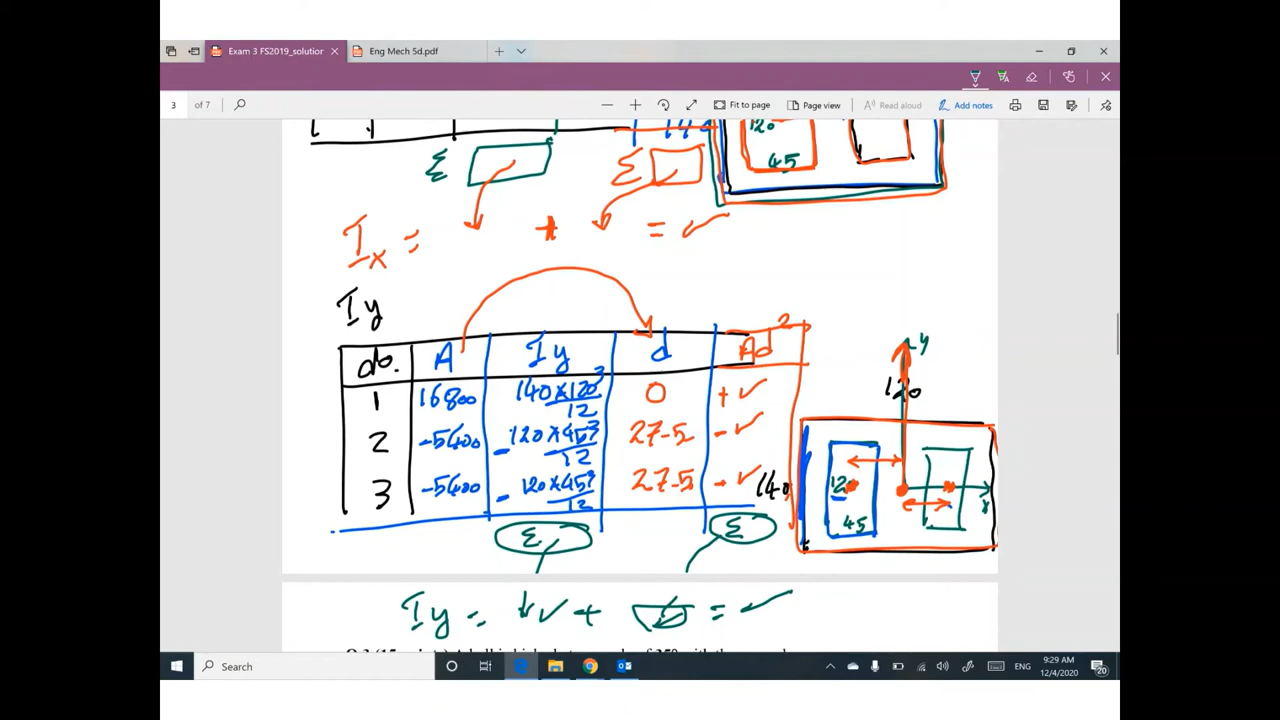 Exam 3 FS2019_solutior
Eng Mech 5d.pdf
3 of 7
Fit to page
Page view
Read aloud
Add notes
120
45
Σ Σ
Ix = + = ✓
Iy
do. A Iy d Ad²
1 16800 140×120³/12 0 + ✓
2 -5400 -120×45³/12 27.5 - ✓
3 -5400 -120×45³/12 27.5 - ✓
Σ Σ
y
120
140
120
45
x
Iy = ✓ + = ✓
Search
ENG
9:29 AM
12/4/2020
20